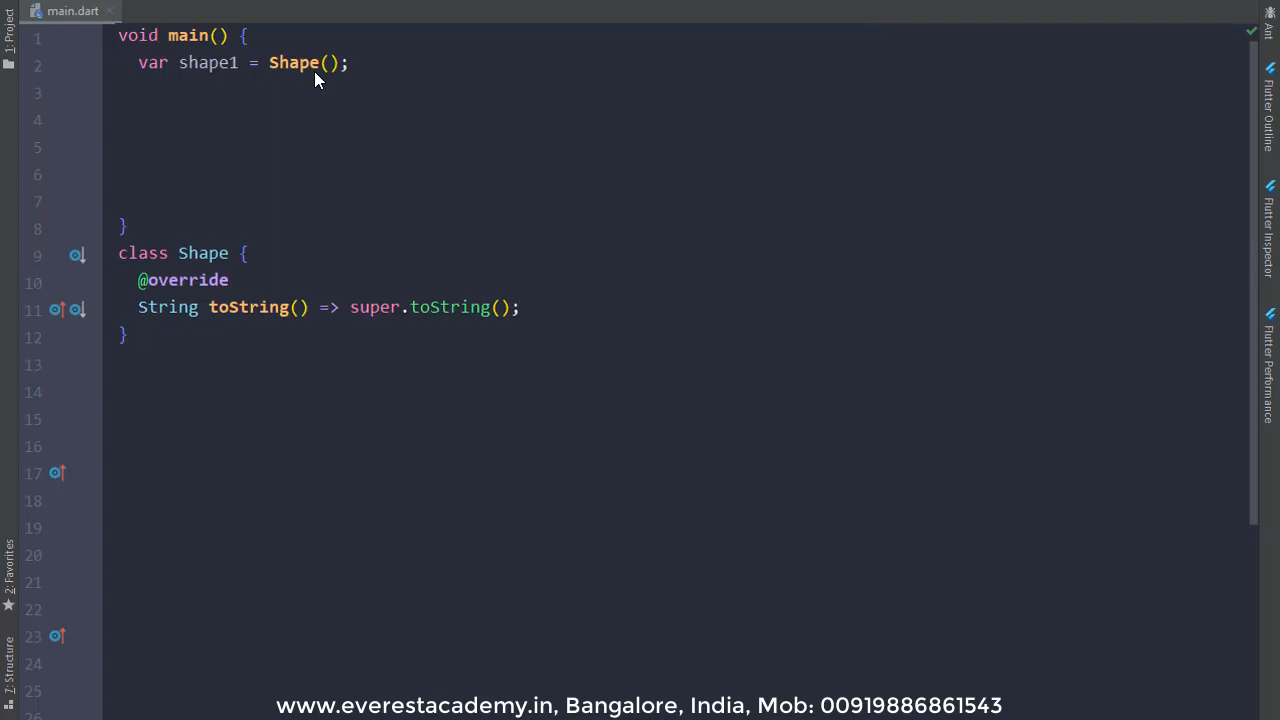 main.dart
1 void main() {
2 var shape1 = Shape();
3
4
5
6
7
8 }
9 class Shape {
10 @override
11 String toString() => super.toString();
12 }
13
14
15
16
17
18
19
20
21
22
23
24
25
26
1: Project
2: Favorites
7: Structure
Ant
Flutter Outline
Flutter Inspector
Flutter Performance
www.everestacademy.in, Bangalore, India, Mob: 00919886861543